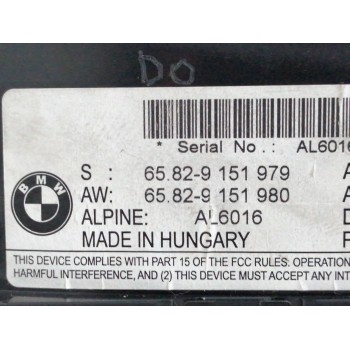 DO
* Serial No.: AL6016
S : 65.82-9 151 979 A
AW: 65.82-9 151 980 A
BMW
ALPINE: AL6016 D
MADE IN HUNGARY P
THIS DEVICE COMPLIES WITH PART 15 OF THE FCC RULES. OPERATION
HARMFUL INTERFERENCE, AND (2) THIS DEVICE MUST ACCEPT ANY INT